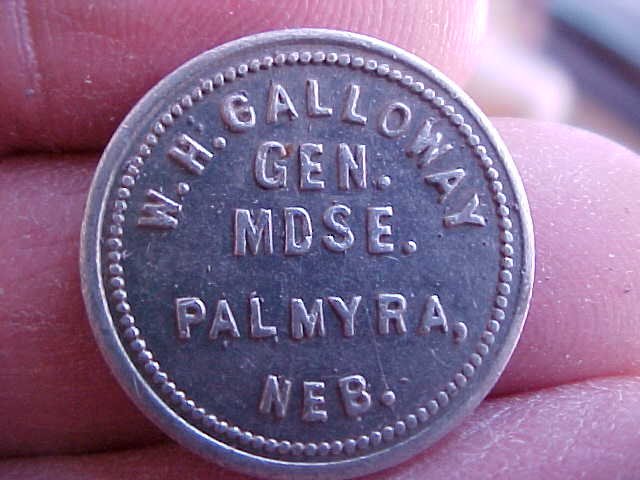 W.H.GALLOWAY
GEN.
MDSE.
PALMYRA,
NEB.